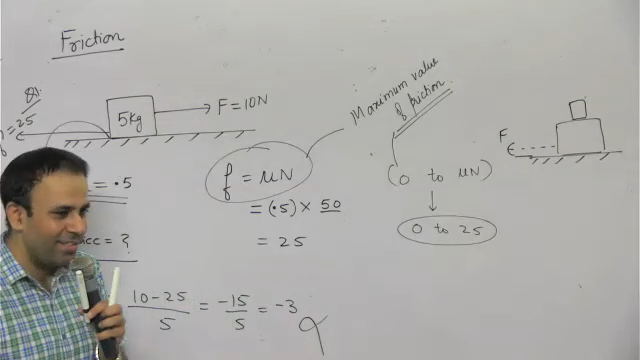 Friction
Q1.
5kg
F = 10N
= 25
= .5
acc = ?
f = μN
= (.5) × 50
= 25
Maximum value
of friction
(0 to μN)
0 to 25
F
10-25/5 = -15/5 = -3